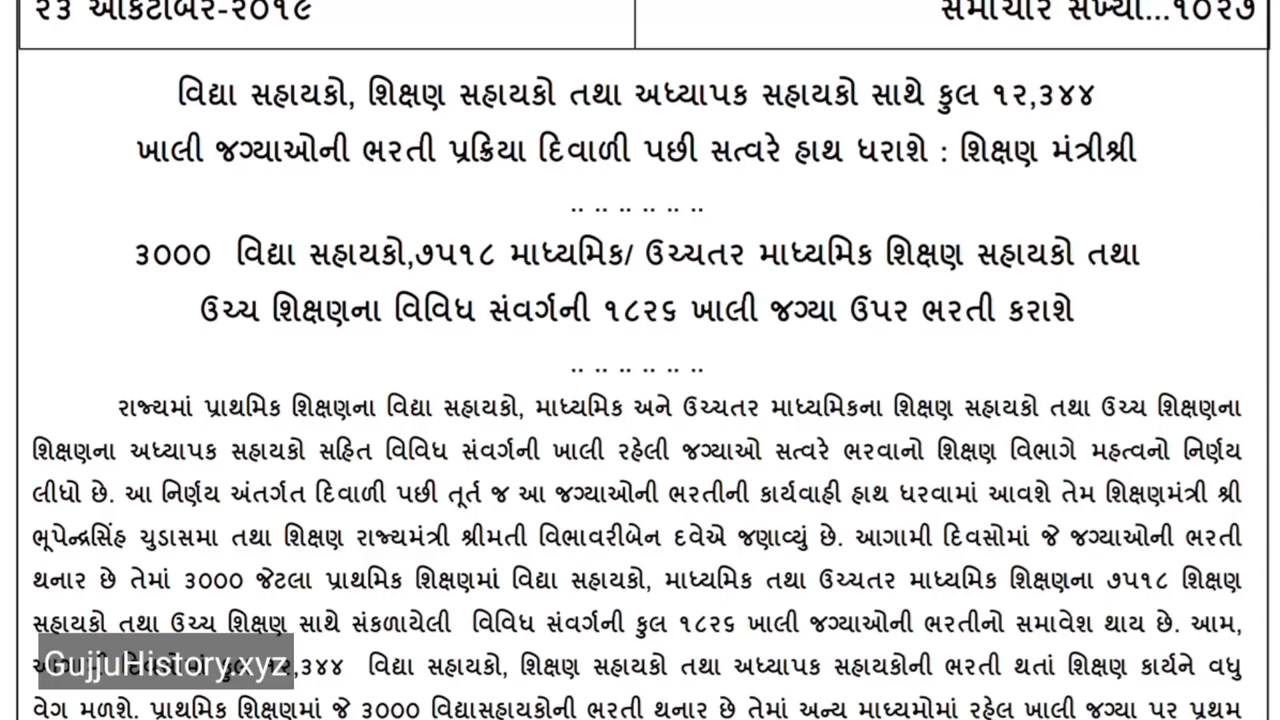 ૨૩ ઓક્ટોબર-૨૦૧૯
સમાચાર સંખ્યા...૧૦૨૭
વિદ્યા સહાયકો, શિક્ષણ સહાયકો તથા અધ્યાપક સહાયકો સાથે કુલ ૧૨,૩૪૪
ખાલી જગ્યાઓની ભરતી પ્રક્રિયા દિવાળી પછી સત્વરે હાથ ધરાશે : શિક્ષણ મંત્રીશ્રી
.. .. .. .. .. ..
૩૦૦૦ વિદ્યા સહાયકો,૭૫૧૮ માધ્યમિક/ ઉચ્ચતર માધ્યમિક શિક્ષણ સહાયકો તથા
ઉચ્ચ શિક્ષણના વિવિધ સંવર્ગની ૧૮૨૬ ખાલી જગ્યા ઉપર ભરતી કરાશે
.. .. .. .. .. ..
રાજ્યમાં પ્રાથમિક શિક્ષણના વિદ્યા સહાયકો, માધ્યમિક અને ઉચ્ચતર માધ્યમિકના શિક્ષણ સહાયકો તથા ઉચ્ચ શિક્ષણના
શિક્ષણના અધ્યાપક સહાયકો સહિત વિવિધ સંવર્ગની ખાલી રહેલી જગ્યાઓ સત્વરે ભરવાનો શિક્ષણ વિભાગે મહત્વનો નિર્ણય
લીધો છે. આ નિર્ણય અંતર્ગત દિવાળી પછી તૂર્ત જ આ જગ્યાઓની ભરતીની કાર્યવાહી હાથ ધરવામાં આવશે તેમ શિક્ષણમંત્રી શ્રી
ભૂપેન્દ્રસિંહ ચુડાસમા તથા શિક્ષણ રાજ્યમંત્રી શ્રીમતી વિભાવરીબેન દવેએ જણાવ્યું છે. આગામી દિવસોમાં જે જગ્યાઓની ભરતી
થનાર છે તેમાં ૩૦૦૦ જેટલા પ્રાથમિક શિક્ષણમાં વિદ્યા સહાયકો, માધ્યમિક તથા ઉચ્ચતર માધ્યમિક શિક્ષણના ૭૫૧૮ શિક્ષણ
સહાયકો તથા ઉચ્ચ શિક્ષણ સાથે સંકળાયેલી વિવિધ સંવર્ગની કુલ ૧૮૨૬ ખાલી જગ્યાઓની ભરતીનો સમાવેશ થાય છે. આમ,
કુલ ૧૨,૩૪૪ વિદ્યા સહાયકો, શિક્ષણ સહાયકો તથા અધ્યાપક સહાયકોની ભરતી થતાં શિક્ષણ કાર્યને વધુ
GujjuHistory.xyz
વેગ મળશે. પ્રાથમિક શિક્ષણમાં જે ૩૦૦૦ વિદ્યાસહાયકોની ભરતી થનાર છે તેમાં અન્ય માધ્યમોમાં રહેલ ખાલી જગ્યા પર પ્રથમ